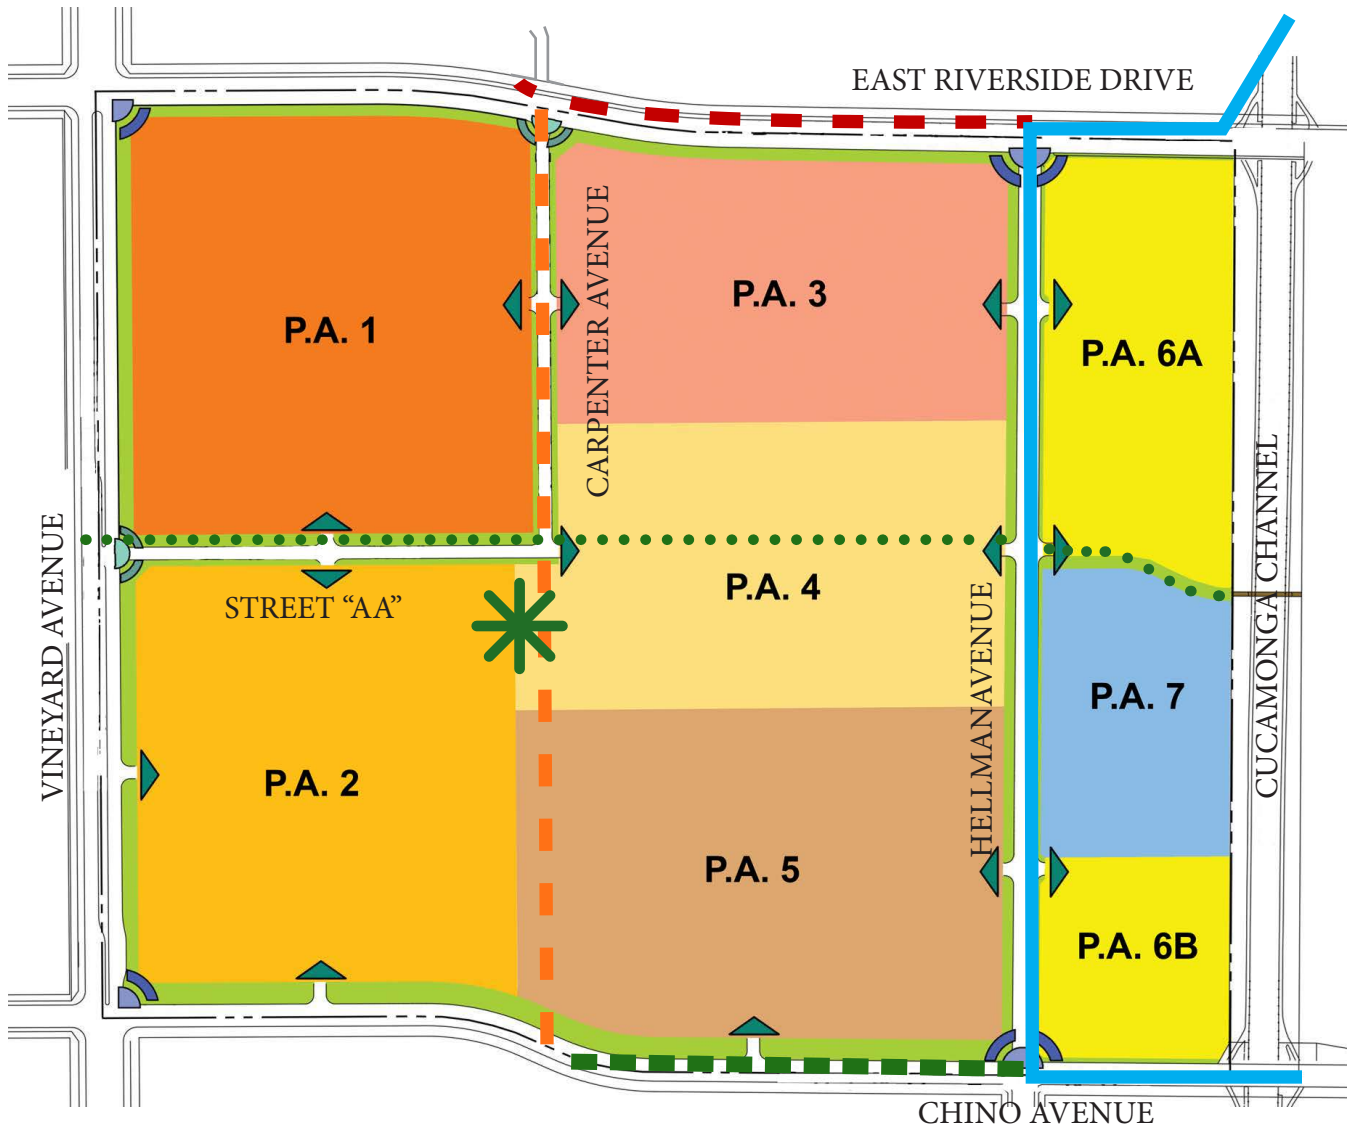 EAST RIVERSIDE DRIVE
P.A. 1
CARPENTER AVENUE
P.A. 3
P.A. 6A
VINEYARD AVENUE
STREET “AA”
P.A. 4
HELLMANAVENUE
P.A. 7
CUCAMONGA CHANNEL
P.A. 2
P.A. 5
P.A. 6B
CHINO AVENUE